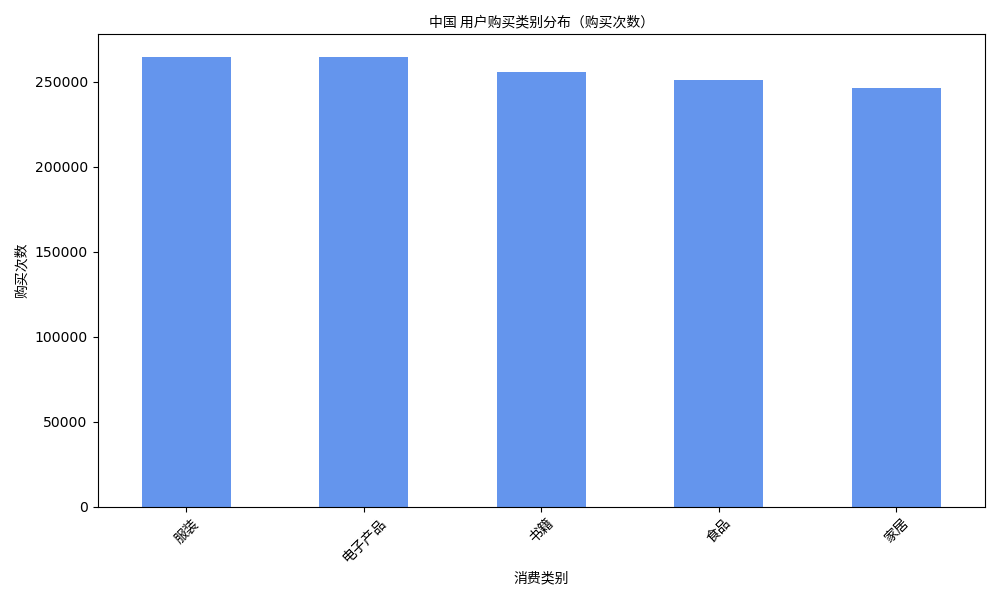 中国 用户购买类别分布（购买次数）
购买次数
250000
200000
150000
100000
50000
0
服装
电子产品
书籍
食品
家居
消费类别